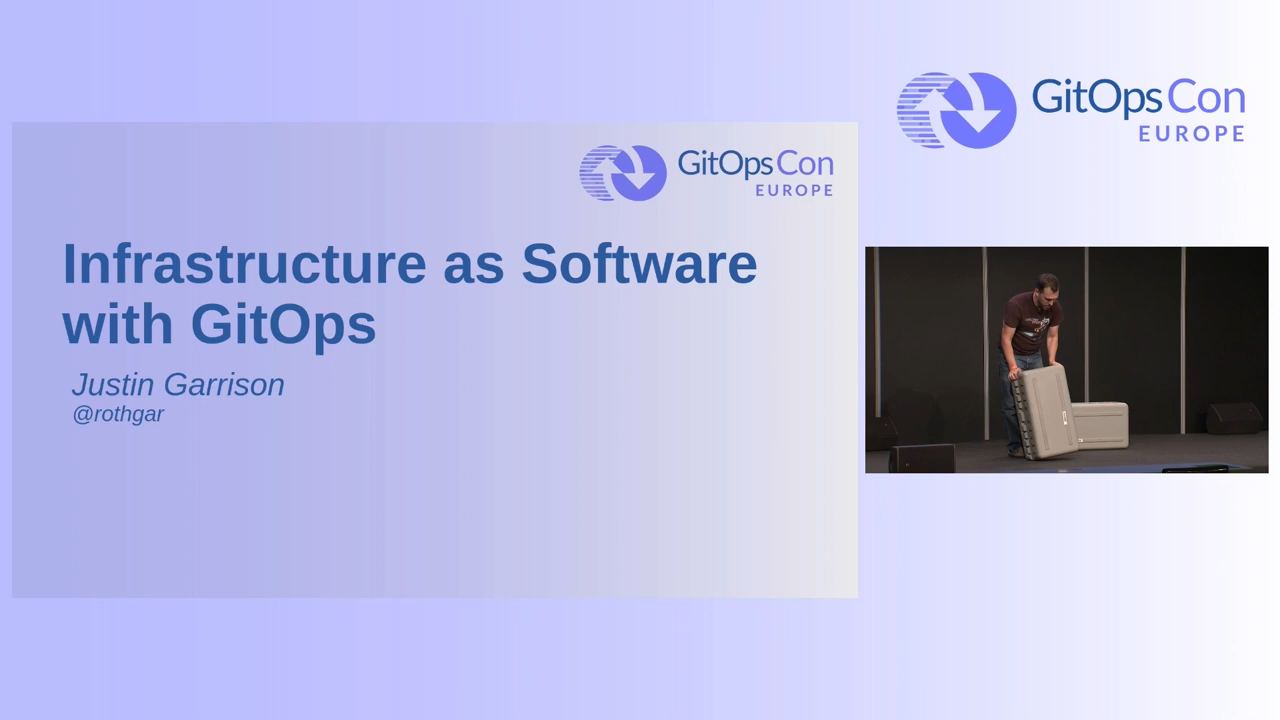 GitOps Con
EUROPE
GitOps Con
EUROPE
Infrastructure as Software
with GitOps
Justin Garrison
@rothgar